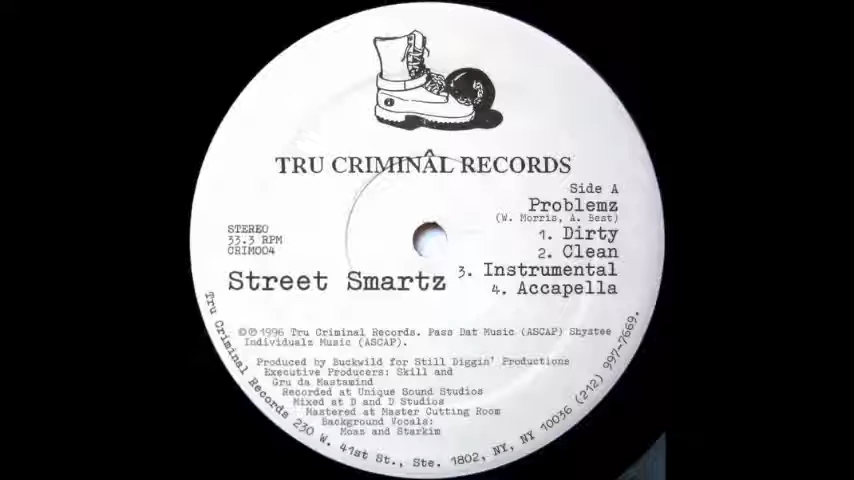 TRU CRIMINÂL RECORDS
Side A
Problemz
(W. Morris, A. Best)
1. Dirty
2. Clean
3. Instrumental
4. Accapella
STEREO
33.3 RPM
CRIM004
Street Smartz
©℗1996 Tru Criminal Records. Pass Dat Music (ASCAP) Shystee
Individuals Music (ASCAP).
Produced by Buckwild for Still Diggin' Productions
Executive Producers: Skill and
Gru da Mastamind
Recorded at Unique Sound Studios
Mixed at D and D Studios
Mastered at Master Cutting Room
Background Vocals:
Moas and Starkim
Tru Criminal Records 230 W. 41st St., Ste. 1802, NY, NY 10036 (212) 997-7669.